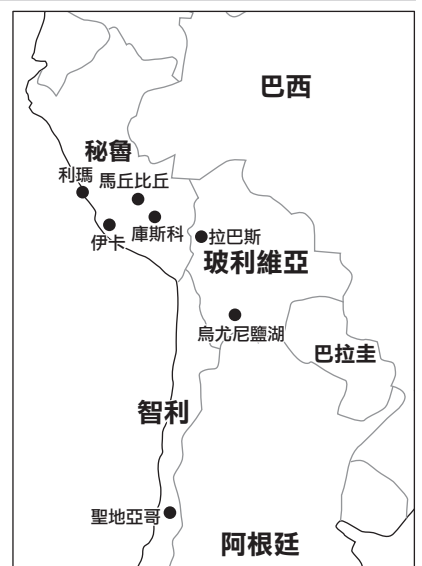 巴西
秘魯
利瑪
馬丘比丘
伊卡
庫斯科
拉巴斯
玻利維亞
烏尤尼鹽湖
巴拉圭
智利
聖地亞哥
阿根廷